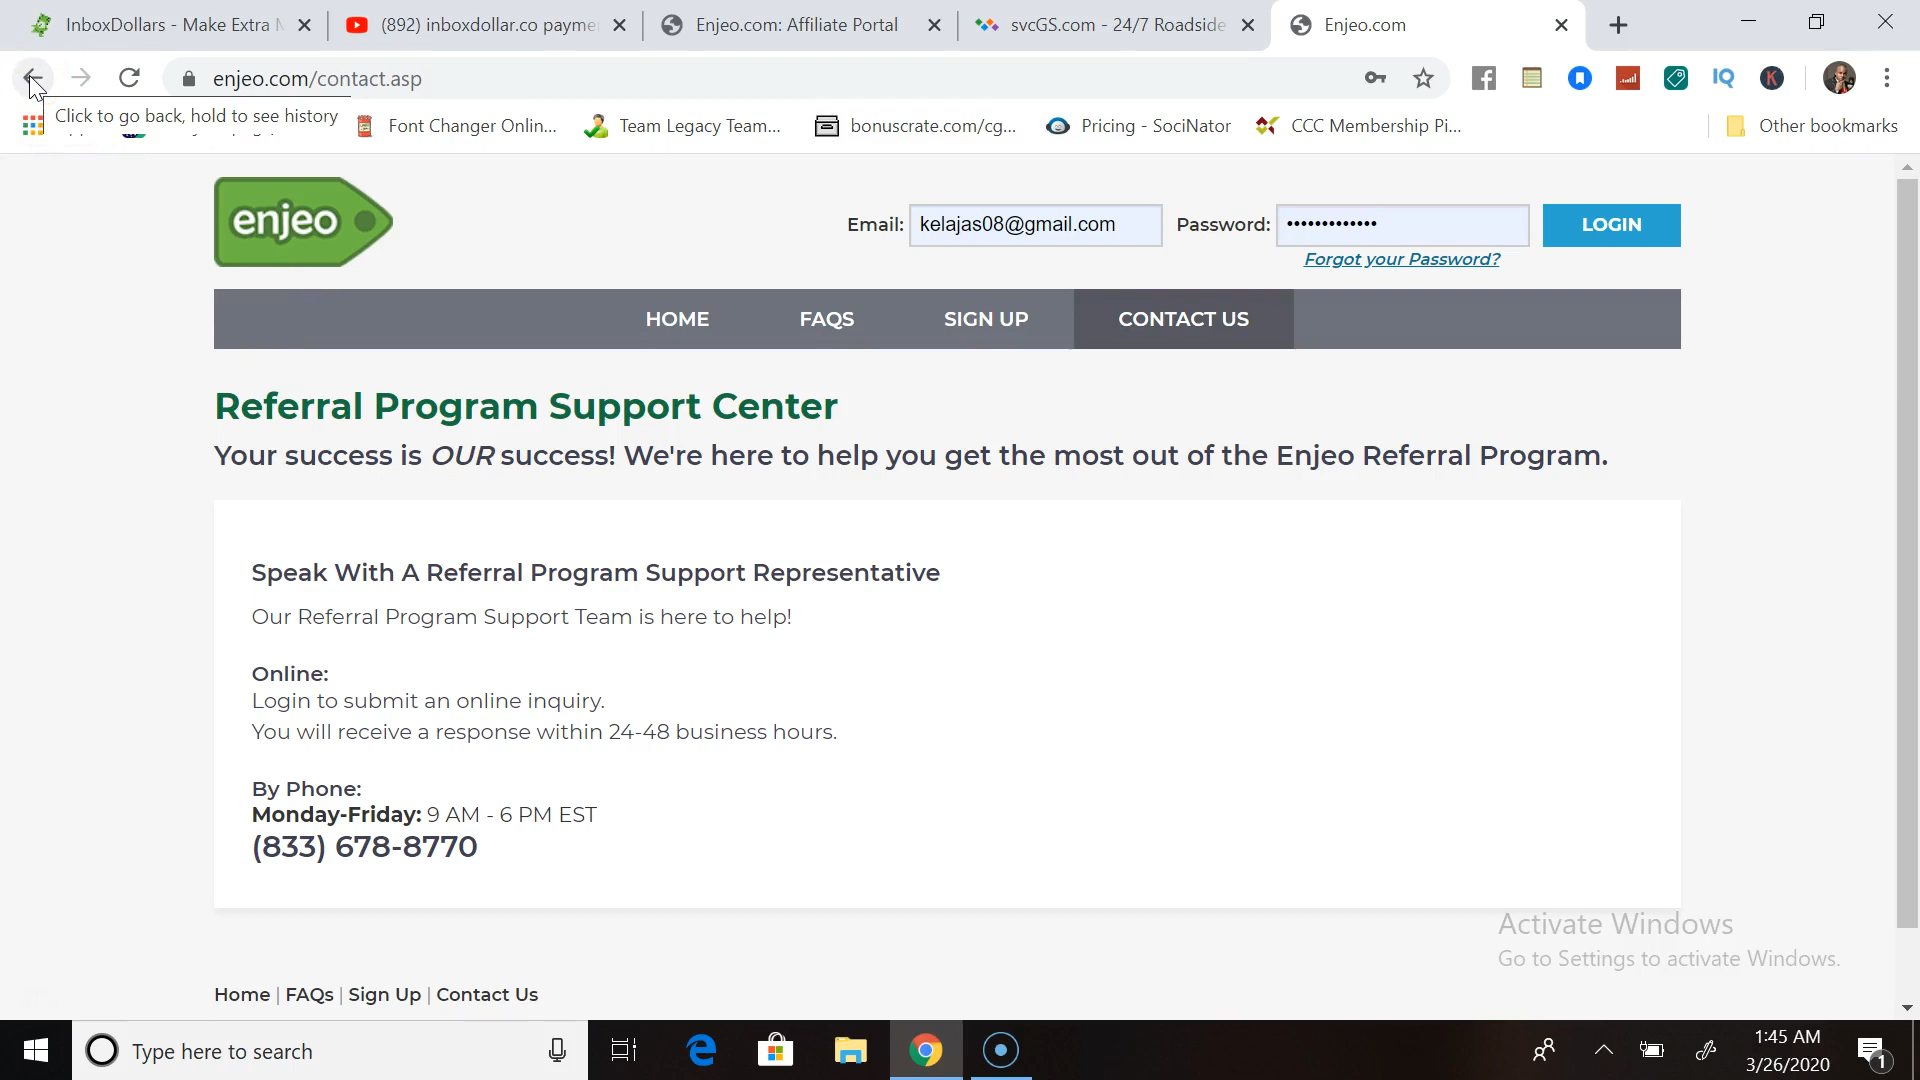 InboxDollars - Make Extra M
(892) inboxdollar.co payme
Enjeo.com: Affiliate Portal
svcGS.com - 24/7 Roadside
Enjeo.com
enjeo.com/contact.asp
IQ
K
Click to go back, hold to see history
Font Changer Onlin...
Team Legacy Team...
bonuscrate.com/cg...
Pricing - SociNator
CCC Membership Pi...
Other bookmarks
enjeo
Email: kelajas08@gmail.com Password: •••••••••••••
LOGIN
Forgot your Password?
HOME FAQS SIGN UP CONTACT US
Referral Program Support Center
Your success is OUR success! We're here to help you get the most out of the Enjeo Referral Program.
Speak With A Referral Program Support Representative
Our Referral Program Support Team is here to help!
Online:
Login to submit an online inquiry.
You will receive a response within 24-48 business hours.
By Phone:
Monday-Friday: 9 AM - 6 PM EST
(833) 678-8770
Activate Windows
Go to Settings to activate Windows.
Home | FAQs | Sign Up | Contact Us
Type here to search
1:45 AM
3/26/2020
1